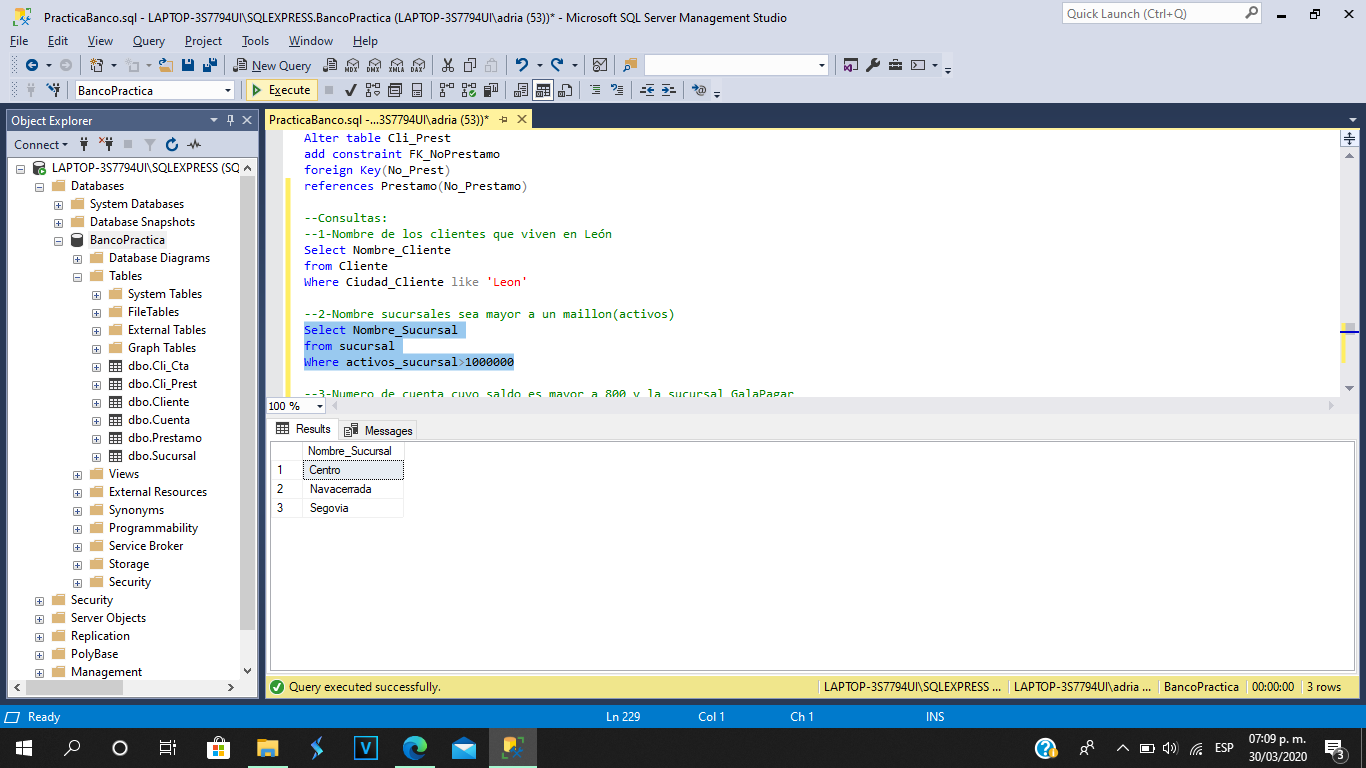 PracticaBanco.sql - LAPTOP-3S7794UI\SQLEXPRESS.BancoPractica (LAPTOP-3S7794UI\adria (53))* - Microsoft SQL Server Management Studio
Quick Launch (Ctrl+Q)
File Edit View Query Project Tools Window Help
New Query
MDX DMX XMLA DAX
BancoPractica
Execute
Object Explorer
PracticaBanco.sql -...3S7794UI\adria (53))*
Connect
LAPTOP-3S7794UI\SQLEXPRESS (SQ
Databases
System Databases
Database Snapshots
BancoPractica
Database Diagrams
Tables
System Tables
FileTables
External Tables
Graph Tables
dbo.Cli_Cta
dbo.Cli_Prest
dbo.Cliente
dbo.Cuenta
dbo.Prestamo
dbo.Sucursal
Views
External Resources
Synonyms
Programmability
Service Broker
Storage
Security
Security
Server Objects
Replication
PolyBase
Management
Alter table Cli_Prest
add constraint FK_NoPrestamo
foreign Key(No_Prest)
references Prestamo(No_Prestamo)
--Consultas:
--1-Nombre de los clientes que viven en León
Select Nombre_Cliente
from Cliente
Where Ciudad_Cliente like 'Leon'
--2-Nombre sucursales sea mayor a un maillon(activos)
Select Nombre_Sucursal
from sucursal
Where activos_sucursal>1000000
--3-Numero de cuenta cuyo saldo es mayor a 800 y la sucursal GalaPagar
100 %
Results Messages
Nombre_Sucursal
1 Centro
2 Navacerrada
3 Segovia
Query executed successfully. LAPTOP-3S7794UI\SQLEXPRESS ... LAPTOP-3S7794UI\adria ... BancoPractica 00:00:00 3 rows
Ready Ln 229 Col 1 Ch 1 INS
ESP
07:09 p. m.
30/03/2020
3